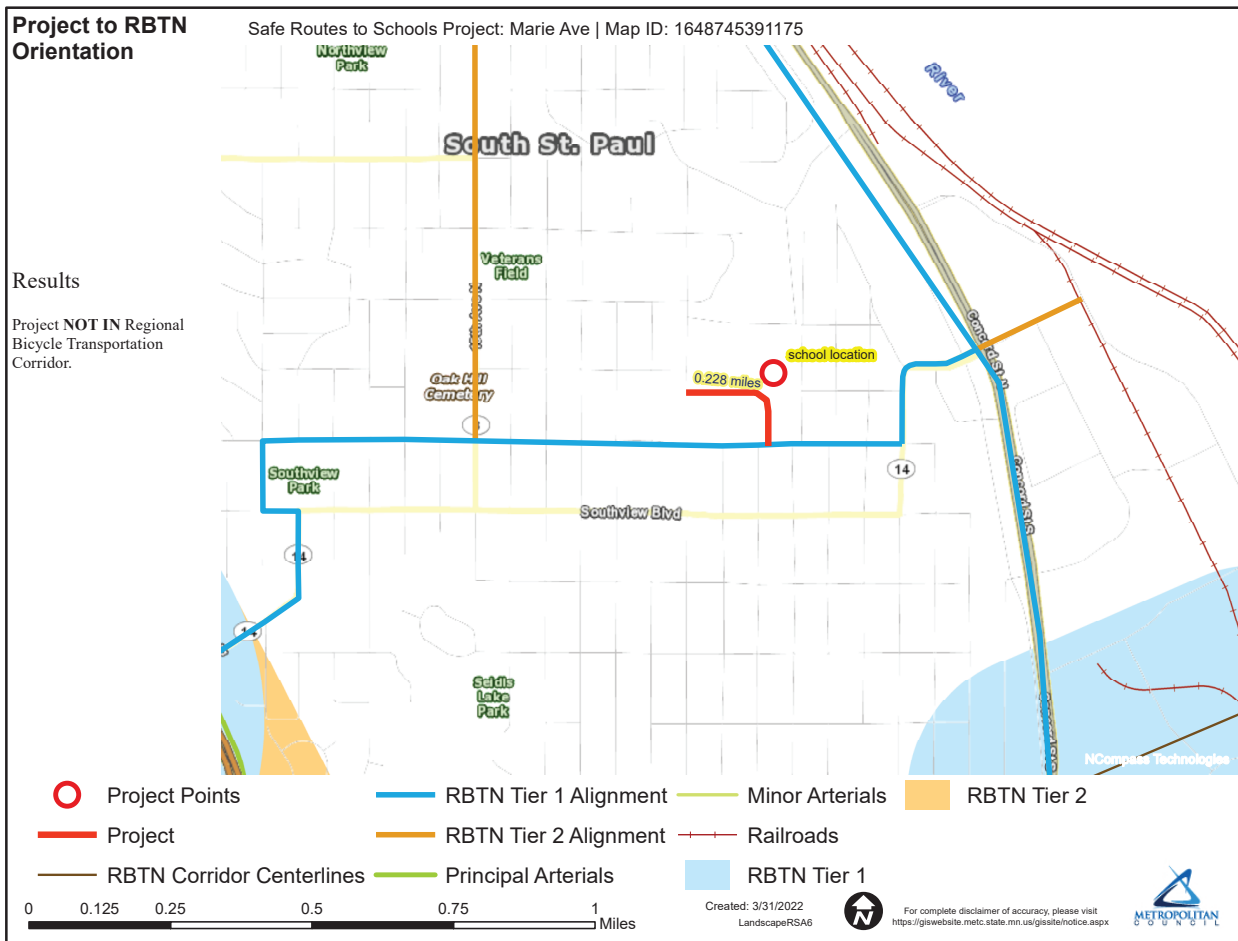 Project to RBTN
Orientation
Safe Routes to Schools Project: Marie Ave | Map ID: 1648745391175
Results
Project NOT IN Regional
Bicycle Transportation
Corridor.
Northview
Park
River
South St. Paul
Veterans
Field
Concord St. N
school location
0.228 miles
Oak Hill
Cemetery
Southview
Park
14
Concord St S
Southview Blvd
14
14
Seidls
Lake
Park
NCompass Technologies
Project Points
RBTN Tier 1 Alignment
Minor Arterials
RBTN Tier 2
Project
RBTN Tier 2 Alignment
Railroads
RBTN Corridor Centerlines
Principal Arterials
RBTN Tier 1
0 0.125 0.25 0.5 0.75 1
Miles
Created: 3/31/2022
LandscapeRSA6
N
For complete disclaimer of accuracy, please visit
https://giswebsite.metc.state.mn.us/gissite/notice.aspx
METROPOLITAN
COUNCIL